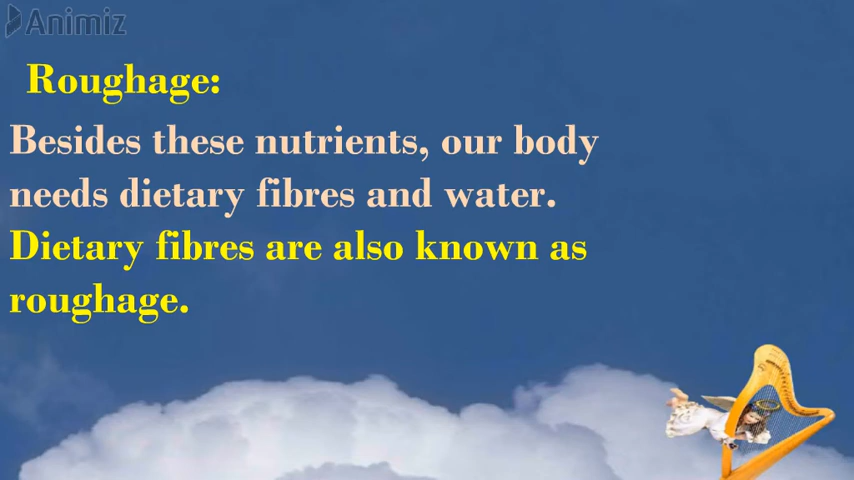 Animiz
Roughage:
Besides these nutrients, our body
needs dietary fibres and water.
Dietary fibres are also known as
roughage.